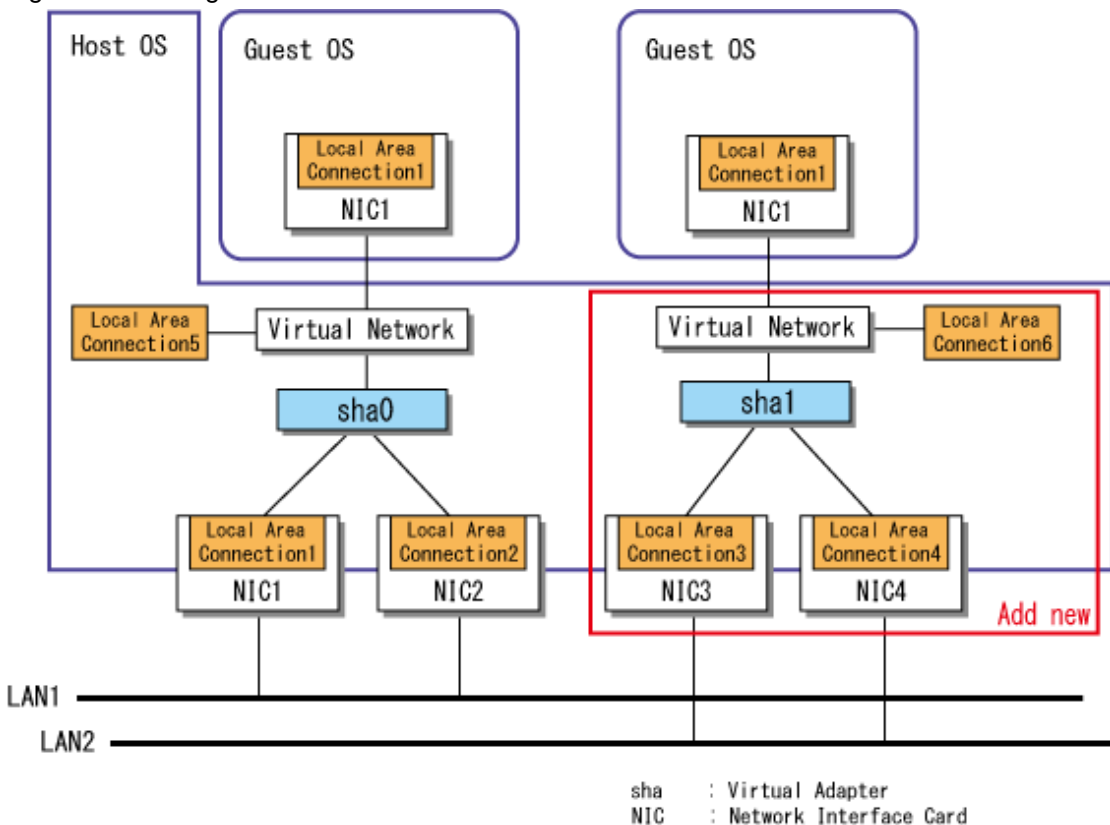 Host OS
Guest OS
Guest OS
Local Area
Connection1
NIC1
Local Area
Connection1
NIC1
Local Area
Connection5
Virtual Network
Virtual Network
Local Area
Connection6
sha0
sha1
Local Area
Connection1
NIC1
Local Area
Connection2
NIC2
Local Area
Connection3
NIC3
Local Area
Connection4
NIC4
Add new
LAN1
LAN2
sha : Virtual Adapter
NIC : Network Interface Card